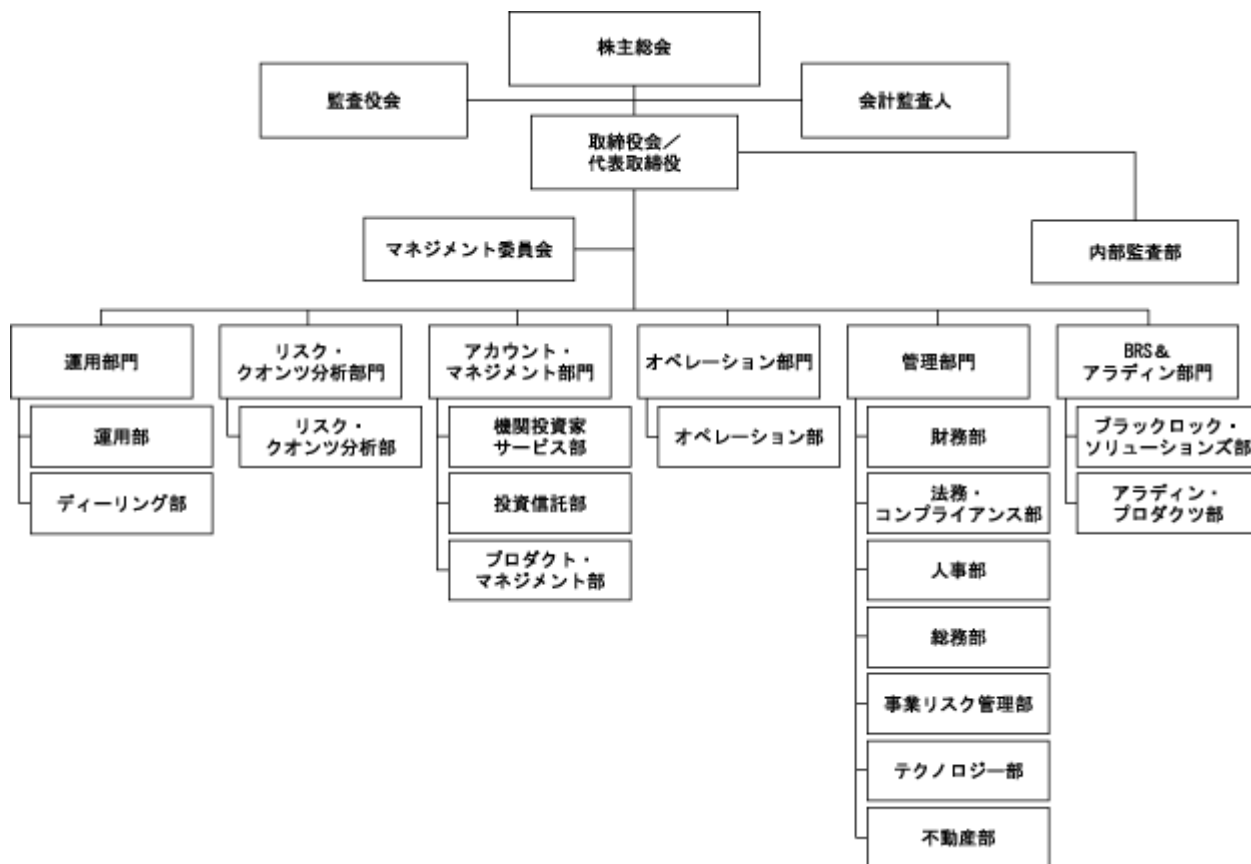 株主総会
監査役会
会計監査人
取締役会／
代表取締役
マネジメント委員会
内部監査部
運用部門
リスク・
クオンツ分析部門
アカウント・
マネジメント部門
オペレーション部門
管理部門
BRS＆
アラディン部門
運用部
ディーリング部
リスク・
クオンツ分析部
機関投資家
サービス部
投資信託部
プロダクト・
マネジメント部
オペレーション部
財務部
法務・
コンプライアンス部
人事部
総務部
事業リスク管理部
テクノロジー部
不動産部
ブラックロック・
ソリューションズ部
アラディン・
プロダクツ部